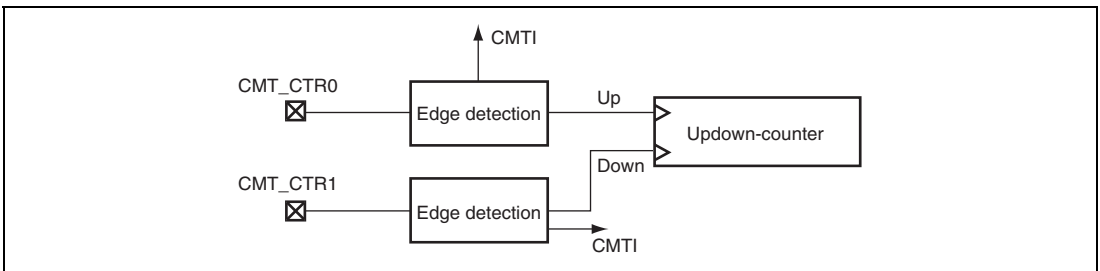 CMTI
CMT_CTR0
Edge detection
Up
Updown-counter
Down
CMT_CTR1
Edge detection
CMTI